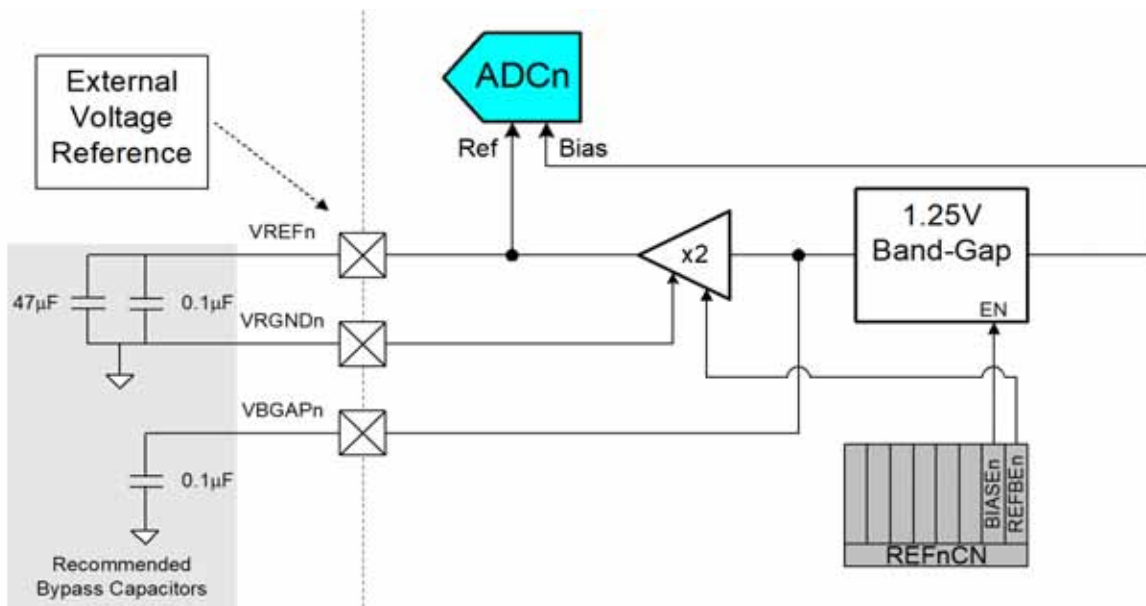 External
Voltage
Reference
ADCn
Ref
Bias
1.25V
Band-Gap
EN
VREFn
x2
47µF
0.1µF
VRGNDn
VBGAPn
0.1µF
BIASEn
REFBEn
REFnCN
Recommended
Bypass Capacitors